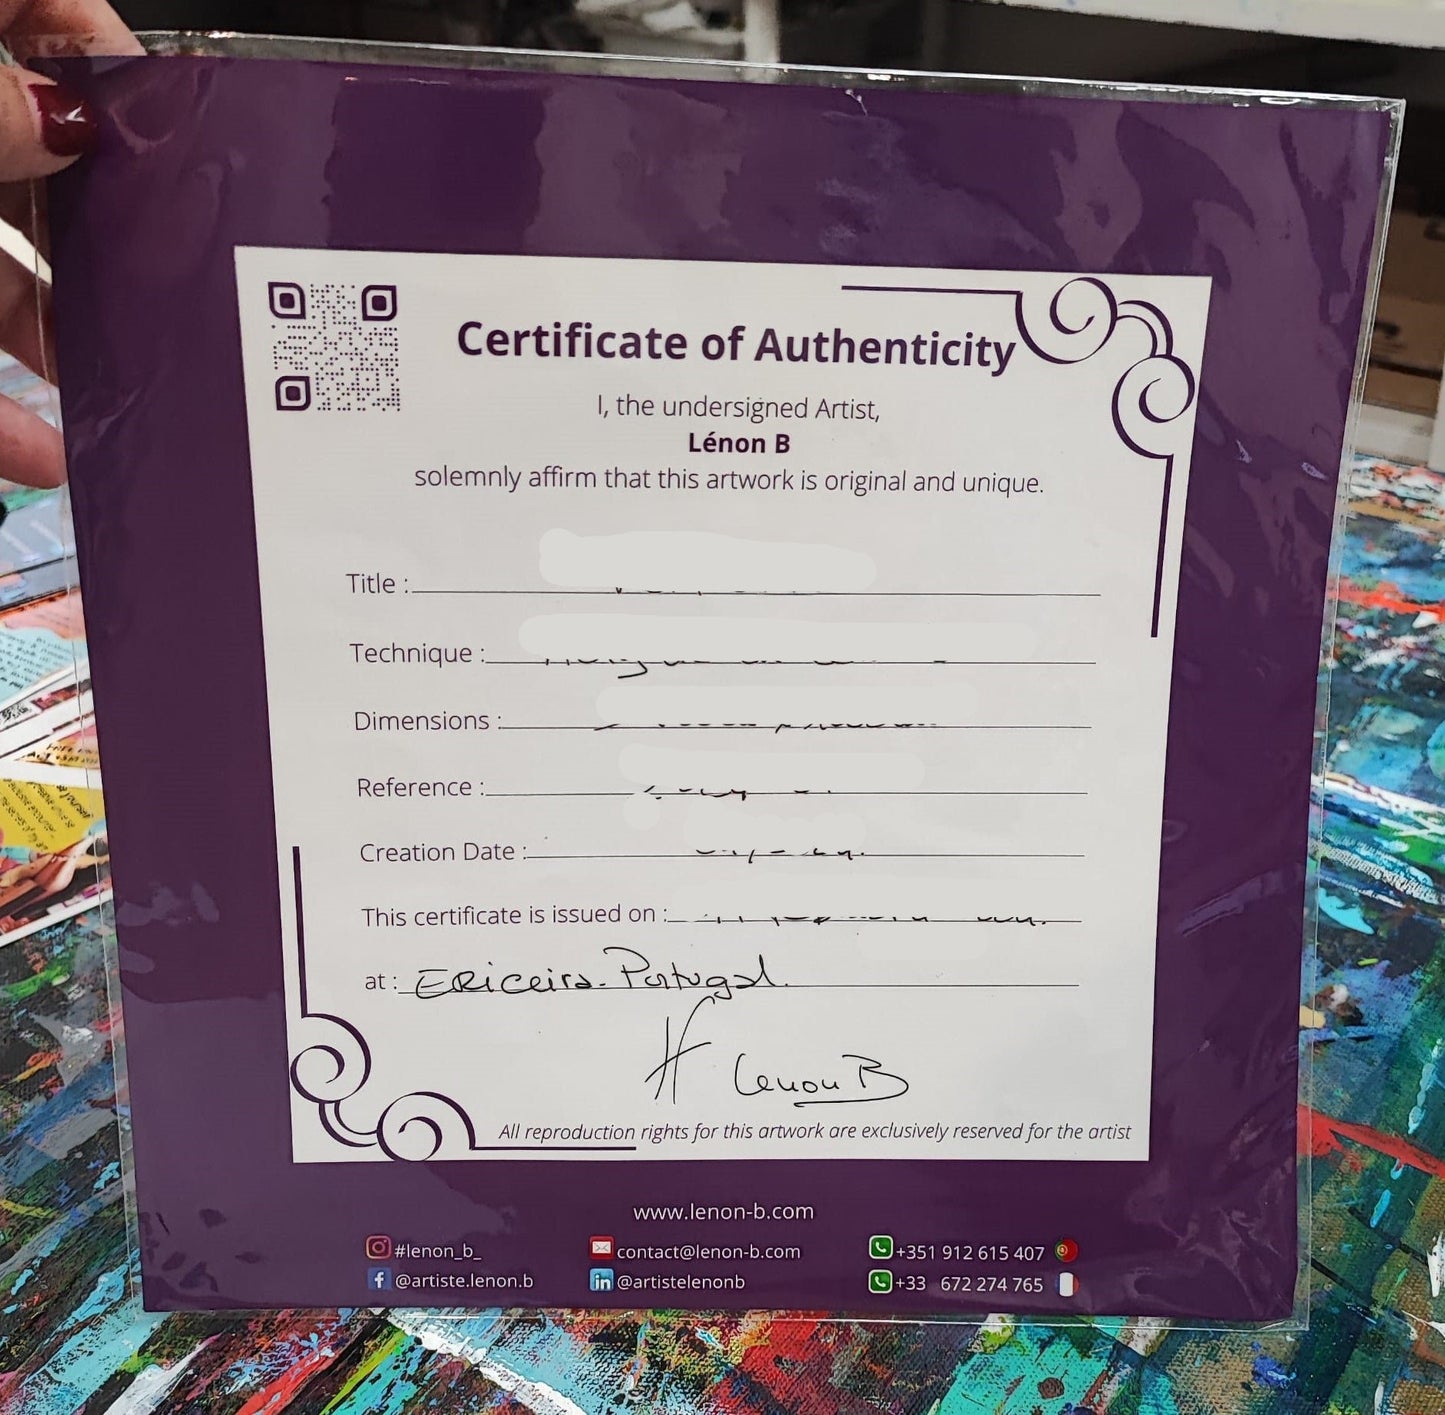 Certificate of Authenticity
I, the undersigned Artist,
Lénon B
solemnly affirm that this artwork is original and unique.
Title :
Technique :
Dimensions :
Reference :
Creation Date :
This certificate is issued on :
at : Ericeira - Portugal.
Lenon B
All reproduction rights for this artwork are exclusively reserved for the artist
www.lenon-b.com
#lenon_b_ contact@lenon-b.com +351 912 615 407
@artiste.lenon.b in @artistelenonb +33 672 274 765